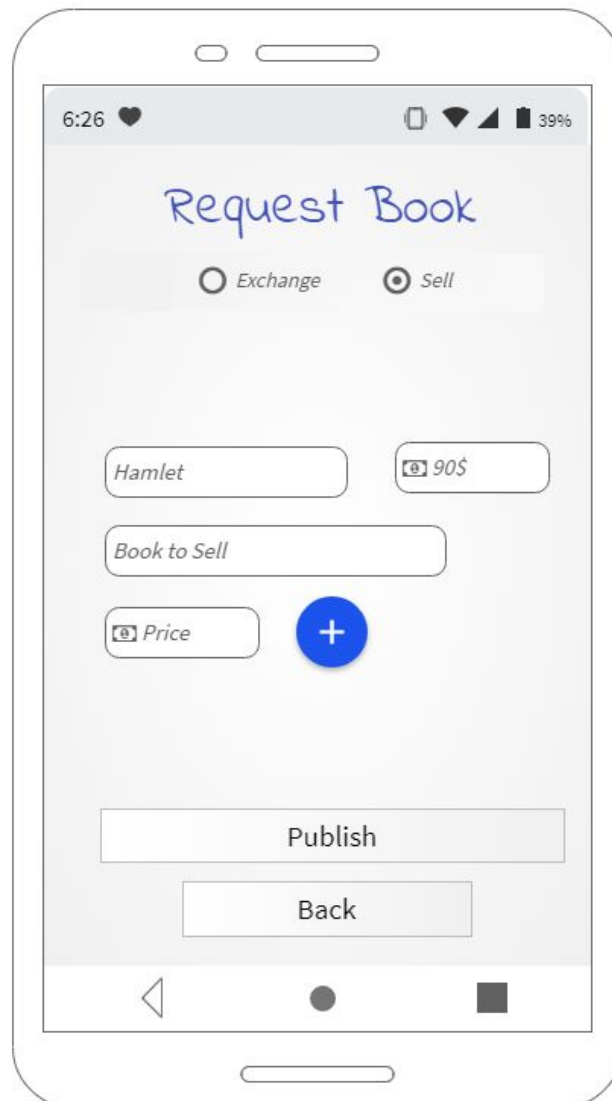 6:26 39%
Request Book
Exchange Sell
Hamlet 90$
Book to Sell
Price +
Publish
Back